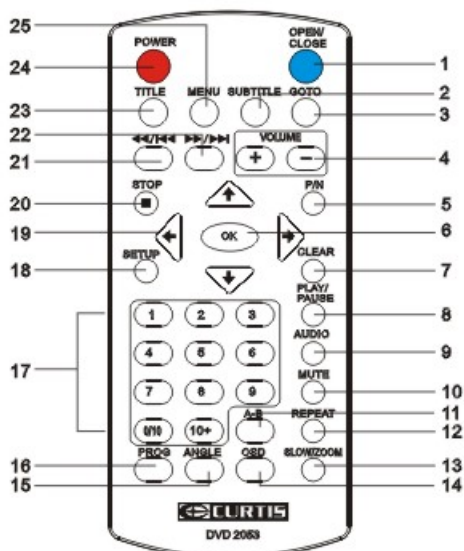 25
POWER
OPEN/
CLOSE
24
1
TITLE
MENU
SUBTITLE
GOTO
2
23
3
22
◀◀/|◀◀
▶▶/▶▶|
VOLUME
+
−
21
4
STOP
P/N
20
5
19
OK
6
SETUP
CLEAR
18
7
PLAY/
PAUSE
8
1
2
3
AUDIO
17
4
5
6
9
MUTE
7
8
9
10
A-B
11
REPEAT
0/10
10+
12
PROG
ANGLE
OSD
SLOW/ZOOM
16
13
15
14
CURTIS
DVD 2053